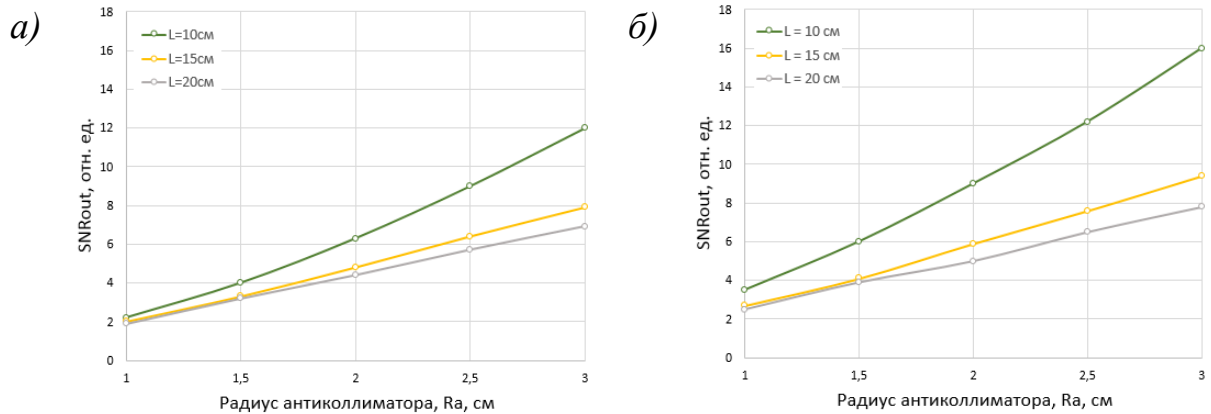 а)
18
16
14
12
10
8
6
4
2
0
SNRout, отн. ед.
L=10см
L=15см
L=20см
1 1,5 2 2,5 3
Радиус антиколлиматора, Ra, см
б)
18
16
14
12
10
8
6
4
2
0
SNRout, отн. ед.
L = 10 см
L = 15 см
L = 20 см
1 1,5 2 2,5 3
Радиус антиколлиматора, Ra, см